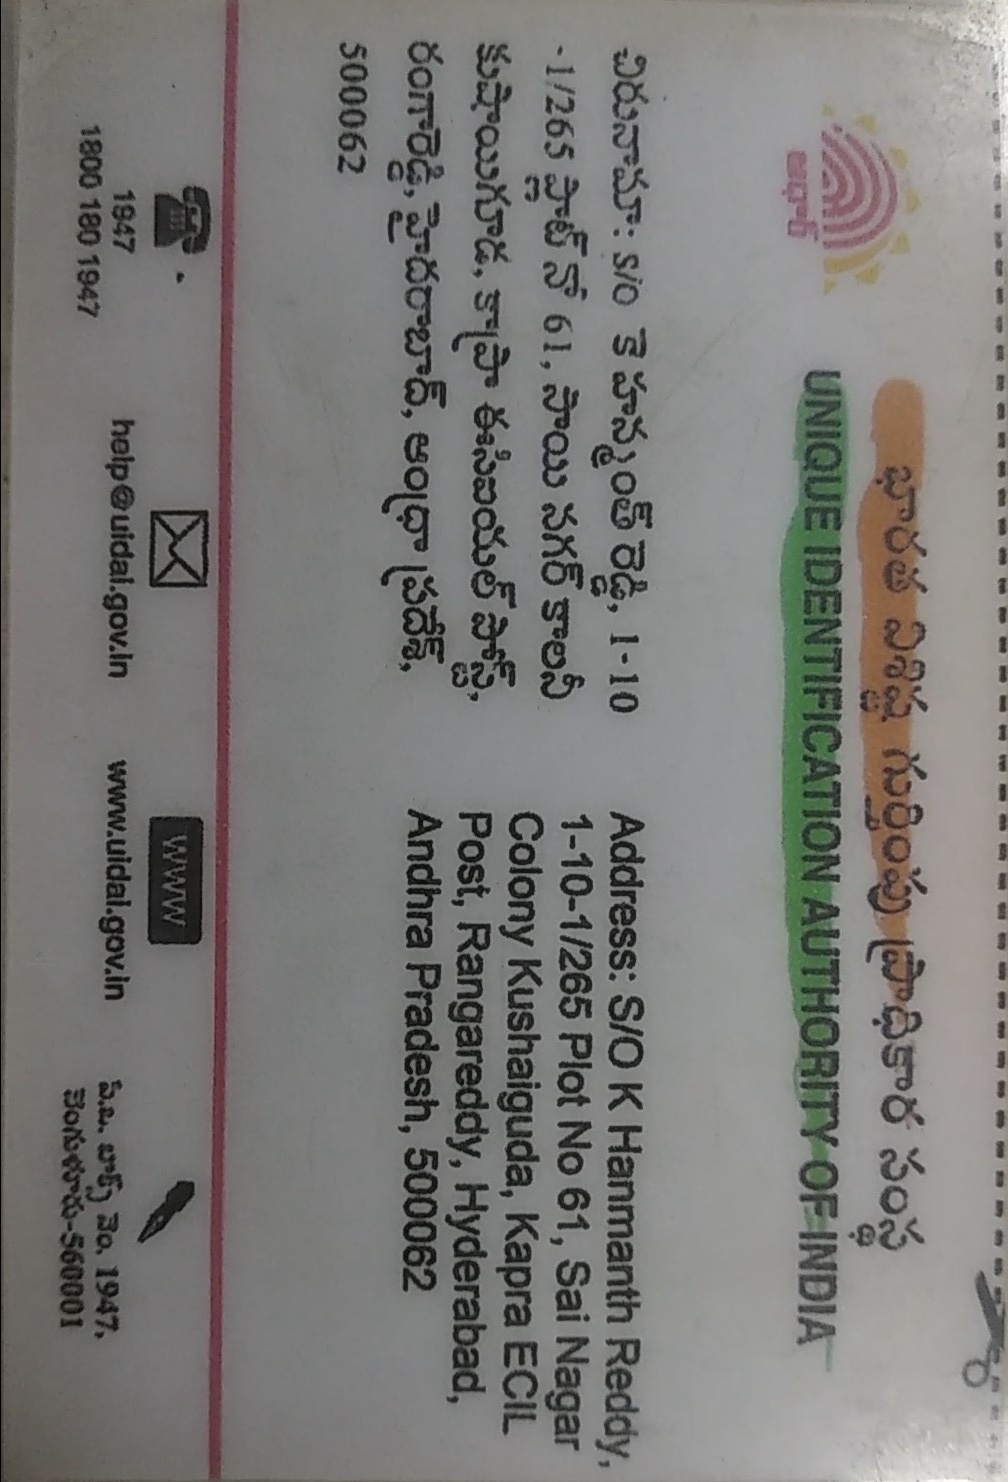 భారత విశిష్ట గుర్తింపు ప్రాధికార సంస్థ
UNIQUE IDENTIFICATION AUTHORITY OF INDIA
ఆధార్
చిరునామా: S/O కె హన్మంత్ రెడ్డి, 1-10
-1/265 ప్లాట్ నో 61, సాయి నగర్ కాలనీ
కుషాయిగూడ, కాప్రా ఈసిఐయల్ పోస్ట్,
రంగారెడ్డి, హైదరాబాద్, ఆంధ్రా ప్రదేశ్,
500062
Address: S/O K Hanmanth Reddy,
1-10-1/265 Plot No 61, Sai Nagar
Colony Kushaiguda, Kapra ECIL
Post, Rangareddy, Hyderabad,
Andhra Pradesh, 500062
1947
1800 180 1947
help@uidai.gov.in
WWW
www.uidai.gov.in
పి.ఒ. బాక్స్ నెం. 1947,
బెంగుళూరు-560001